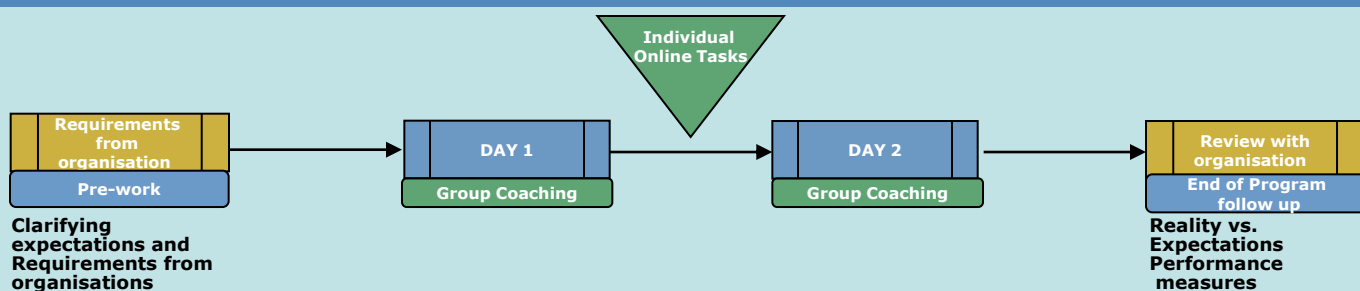 Individual
Online Tasks
Requirements
from
organisation
Pre-work
Clarifying
expectations and
Requirements from
organisations
DAY 1
Group Coaching
DAY 2
Group Coaching
Review with
organisation
End of Program
follow up
Reality vs.
Expectations
Performance
measures